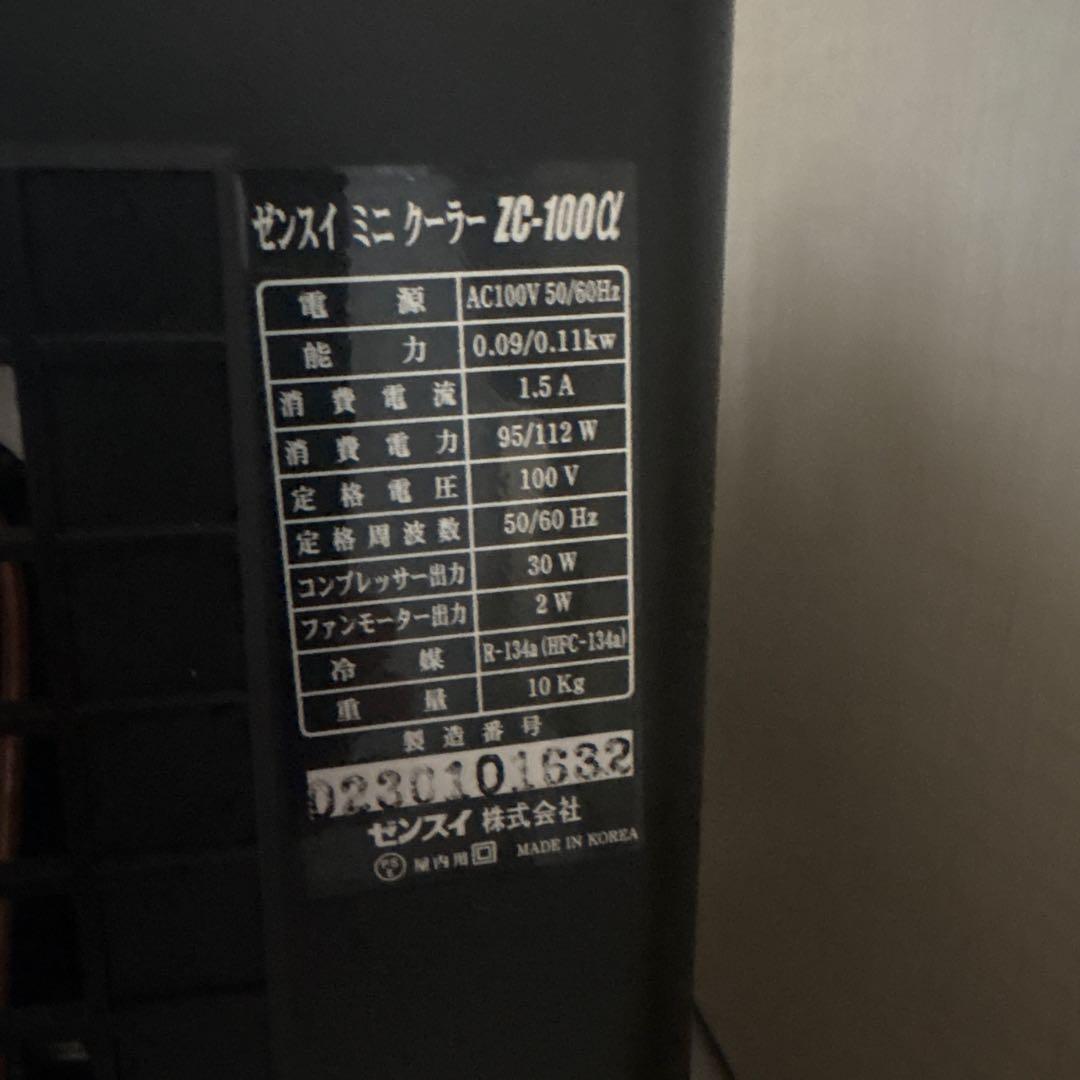 ゼンスイ ミニ クーラー ZC-100α
電源 AC100V 50/60Hz
能力 0.09/0.11kw
消費電流 1.5 A
消費電力 95/112 W
定格電圧 100 V
定格周波数 50/60 Hz
コンプレッサー出力 30 W
ファンモーター出力 2 W
冷媒 R-134a (HFC-134a)
重量 10 Kg
製造番号
0230101632
ゼンスイ 株式会社
PSE 屋内用 MADE IN KOREA